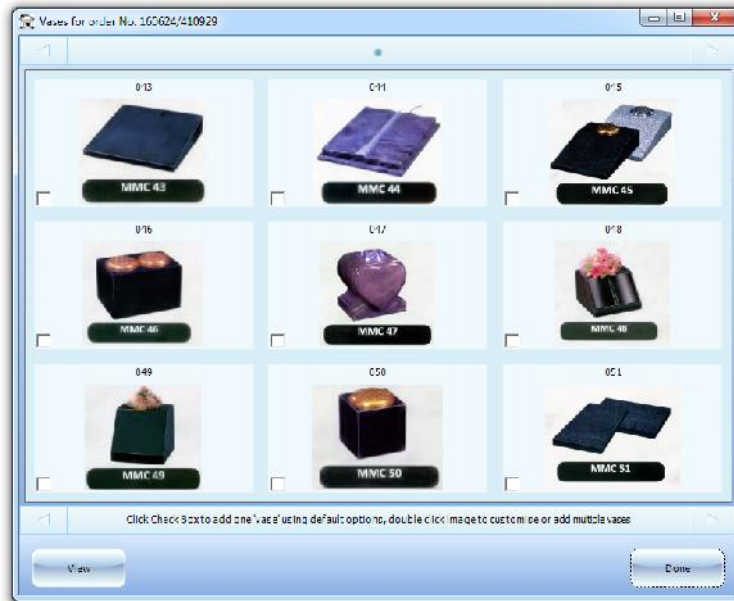 Vases for order No. 160624/410929
043
044
045
MMC 43
MMC 44
MMC 45
046
047
048
MMC 46
MMC 47
MMC 48
049
050
051
MMC 49
MMC 50
MMC 51
Click Check Box to add one 'vase' using default options, double click image to customise or add mutiple vases
View
Done